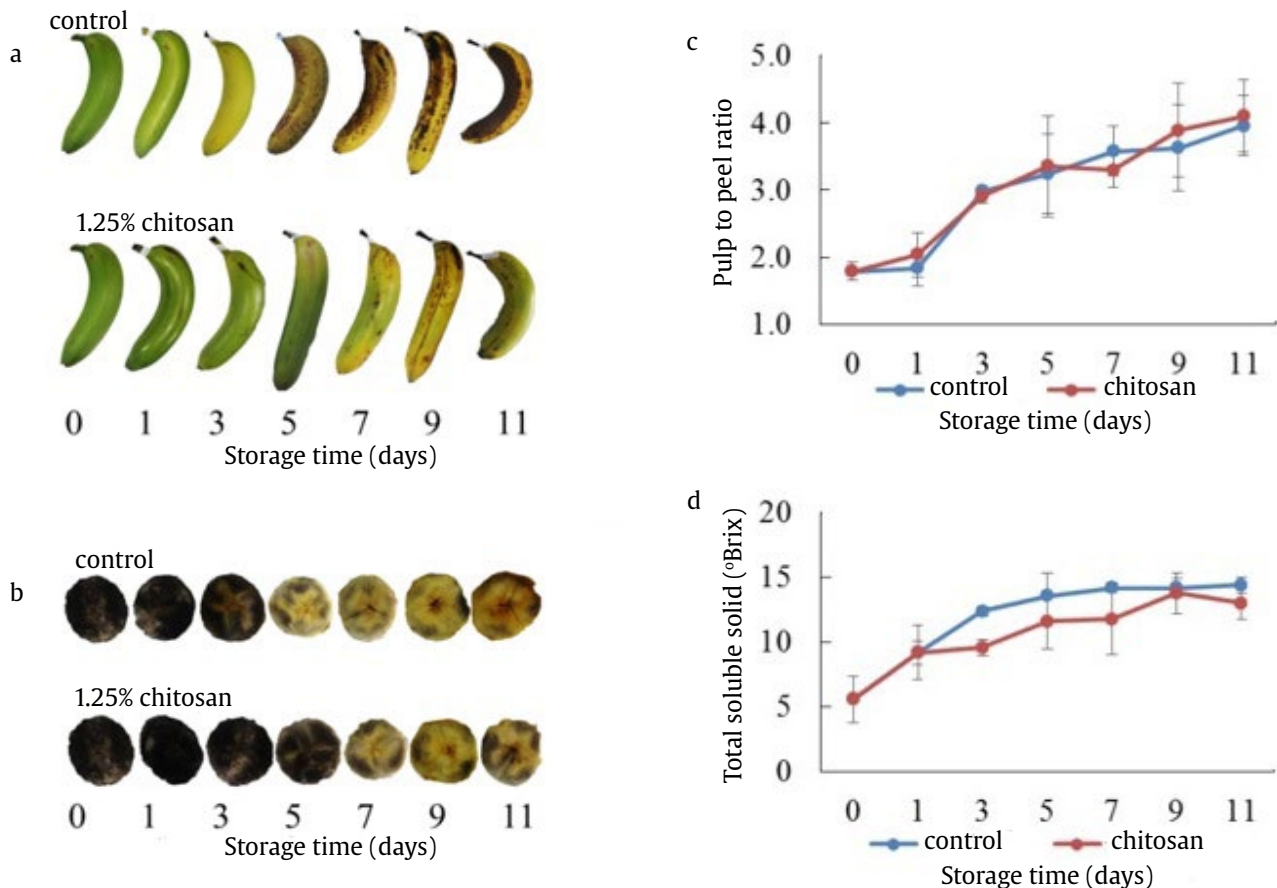 a
control
1.25% chitosan
0 1 3 5 7 9 11
Storage time (days)
b
control
1.25% chitosan
0 1 3 5 7 9 11
Storage time (days)
c
Pulp to peel ratio
5.0
4.0
3.0
2.0
1.0
0 1 3 5 7 9 11
control chitosan
Storage time (days)
d
Total soluble solid (ºBrix)
20
15
10
5
0
0 1 3 5 7 9 11
control chitosan
Storage time (days)